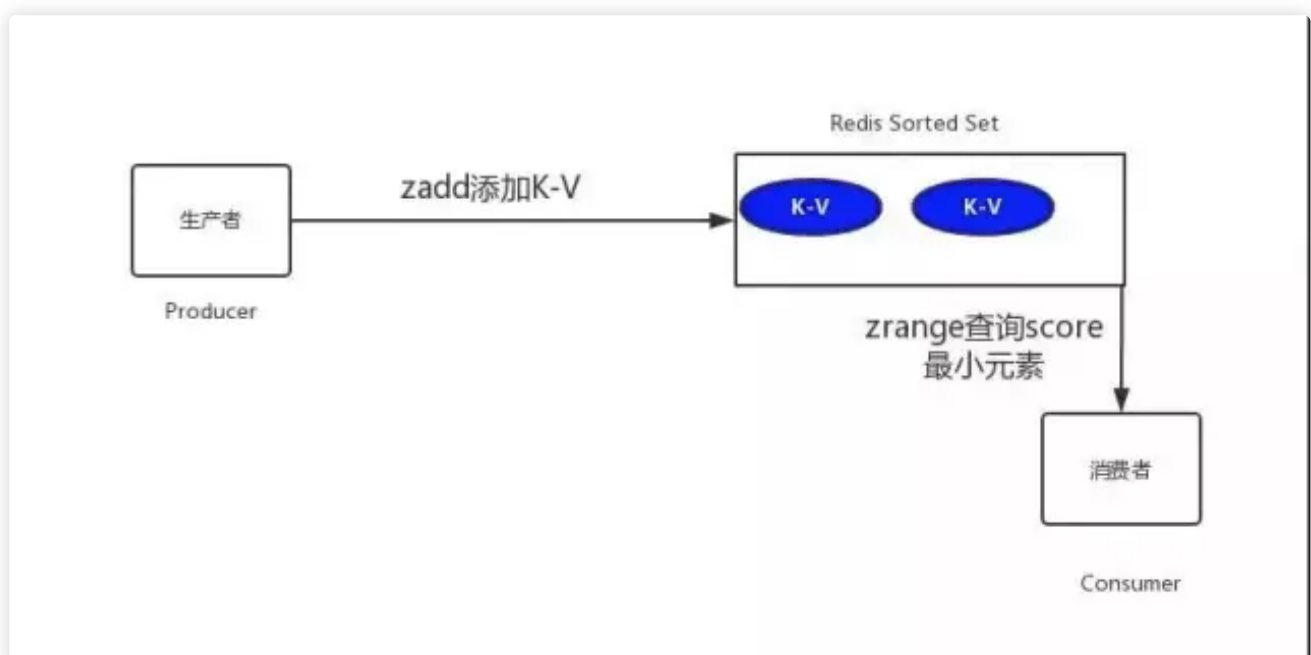 Redis Sorted Set
zadd添加K-V
K-V
K-V
生产者
Producer
zrange查询score
最小元素
消费者
Consumer